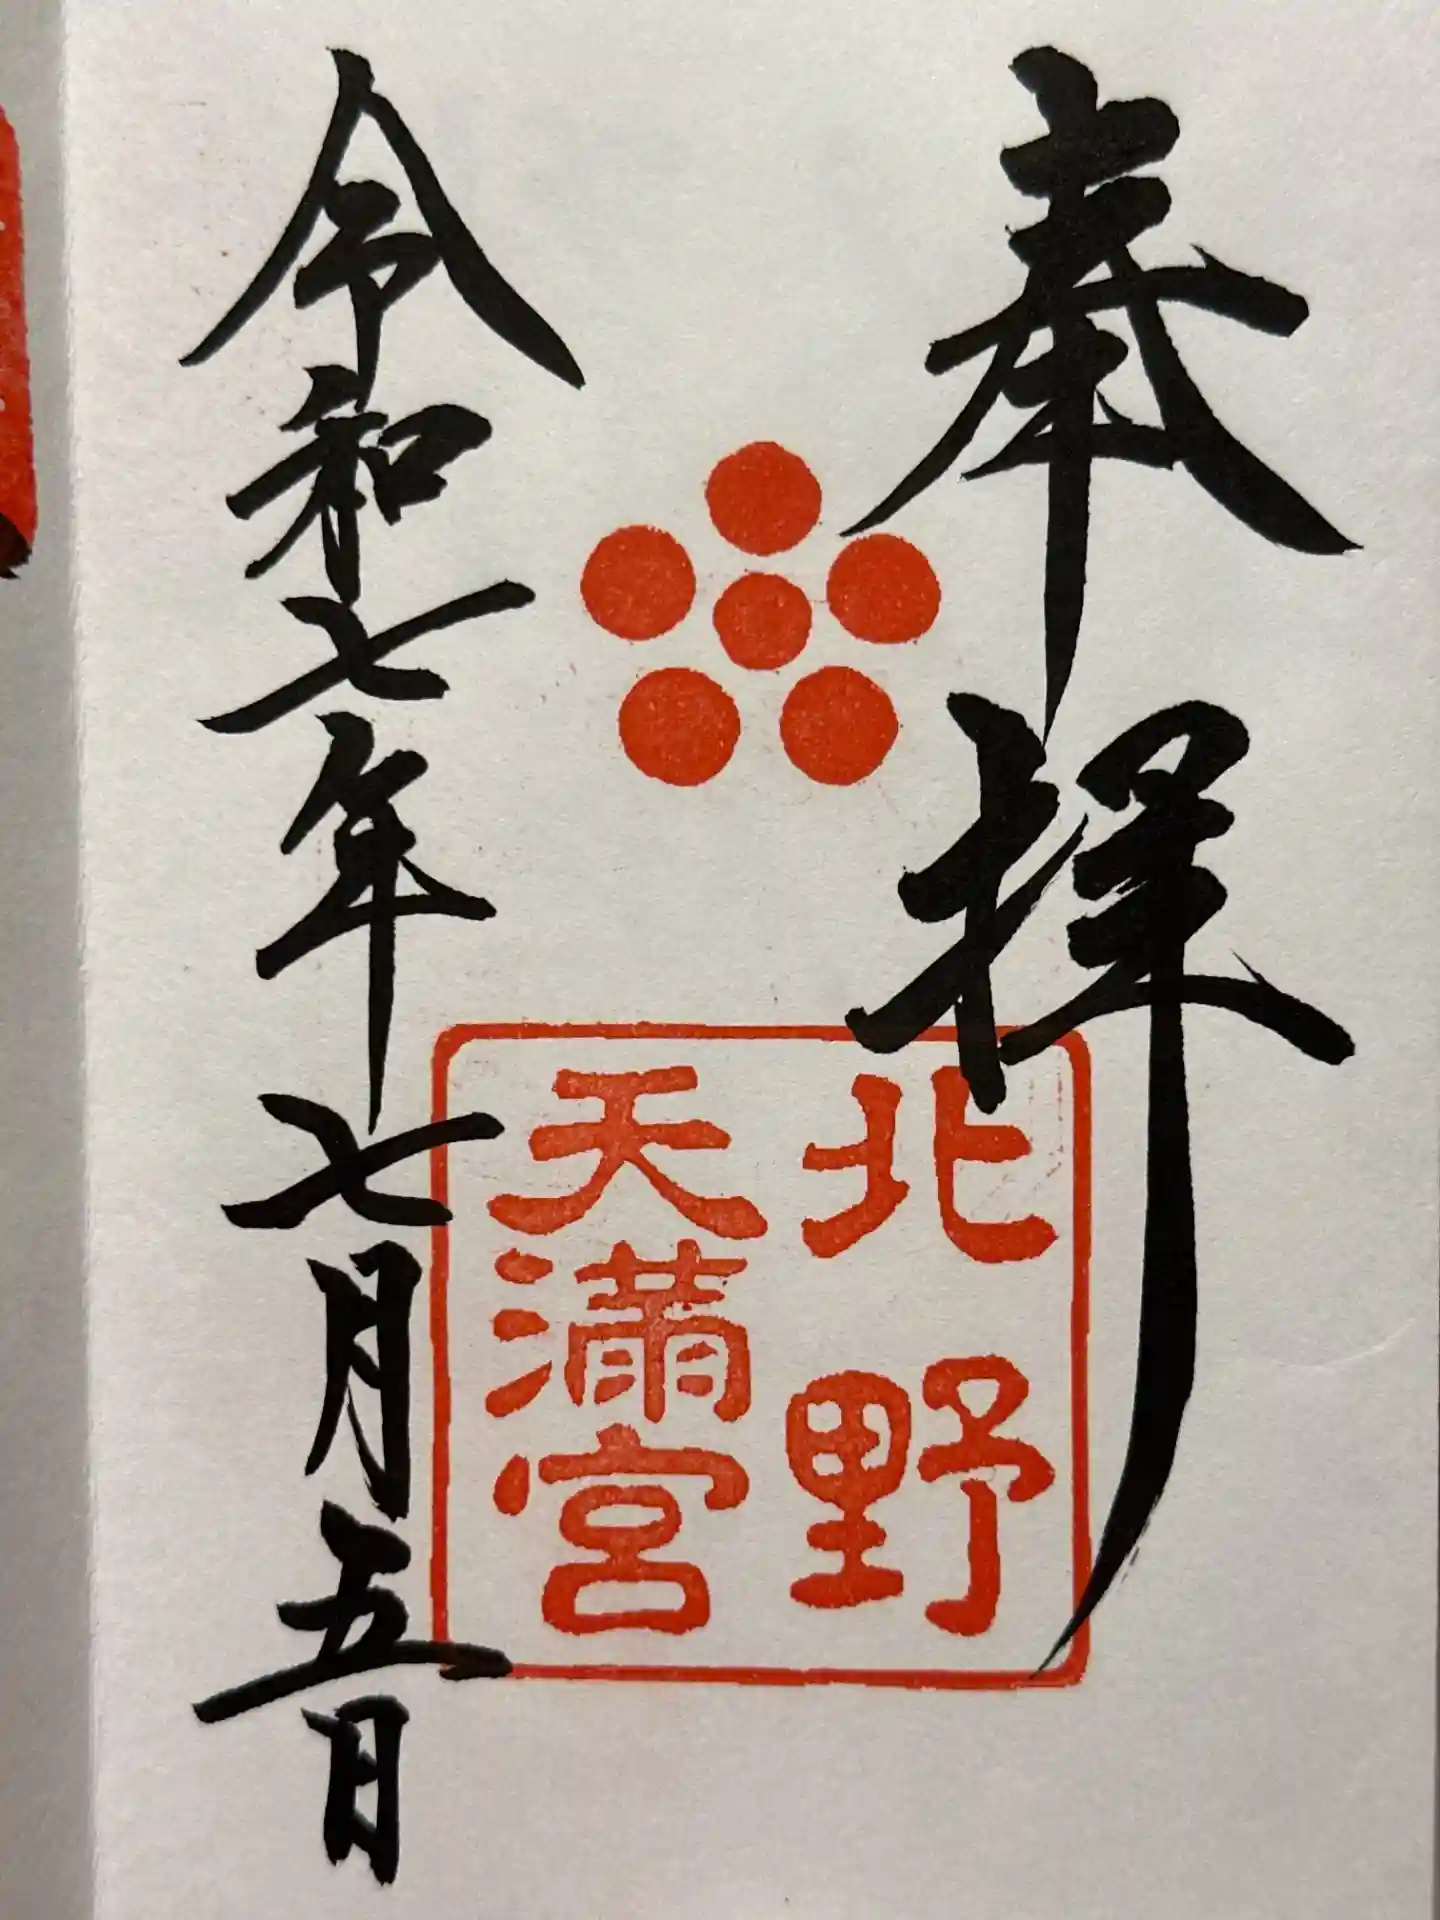 奉拝
北野
天満宮
令和七年七月五日